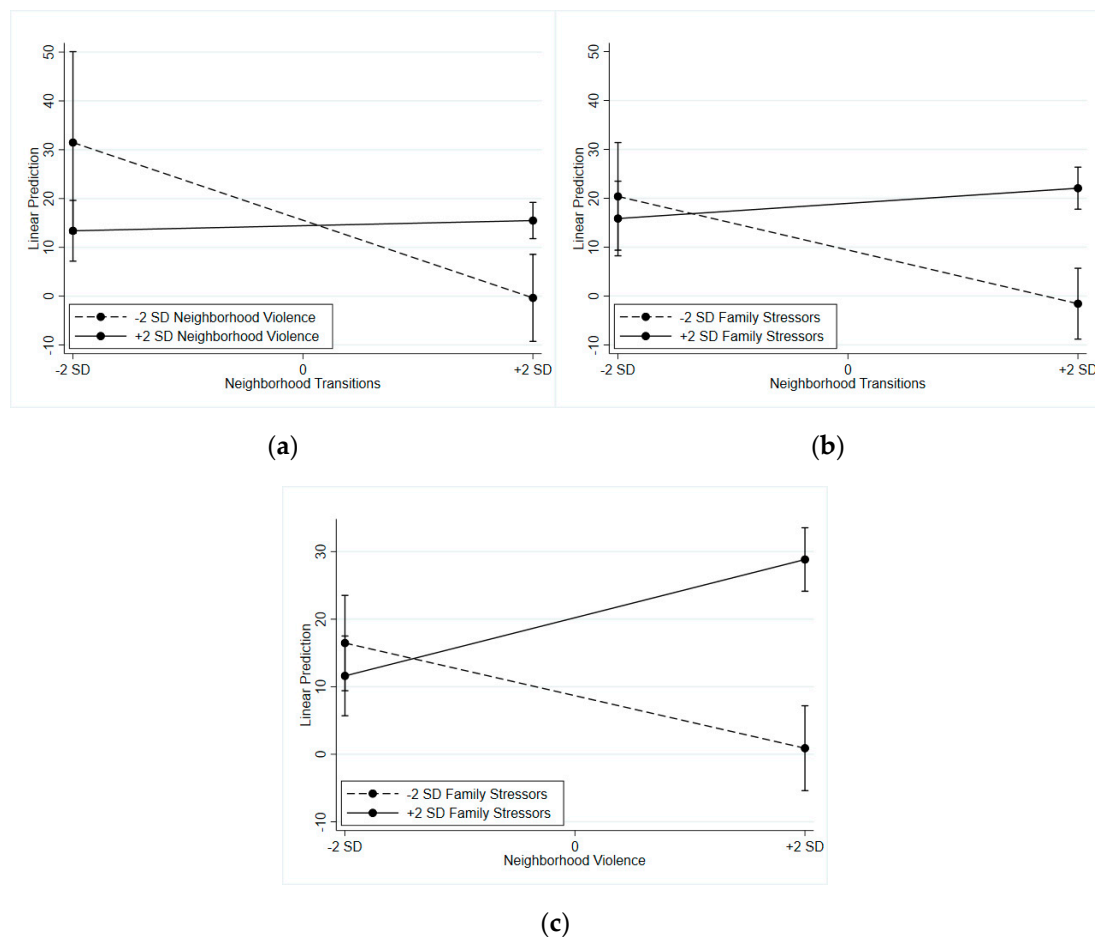 50
40
30
20
10
0
-10
Linear Prediction
-2 SD Neighborhood Violence
+2 SD Neighborhood Violence
-2 SD 0 +2 SD
Neighborhood Transitions
(a)
50
40
30
20
10
0
-10
Linear Prediction
-2 SD Family Stressors
+2 SD Family Stressors
-2 SD 0 +2 SD
Neighborhood Transitions
(b)
30
20
10
0
-10
Linear Prediction
-2 SD Family Stressors
+2 SD Family Stressors
-2 SD 0 +2 SD
Neighborhood Violence
(c)